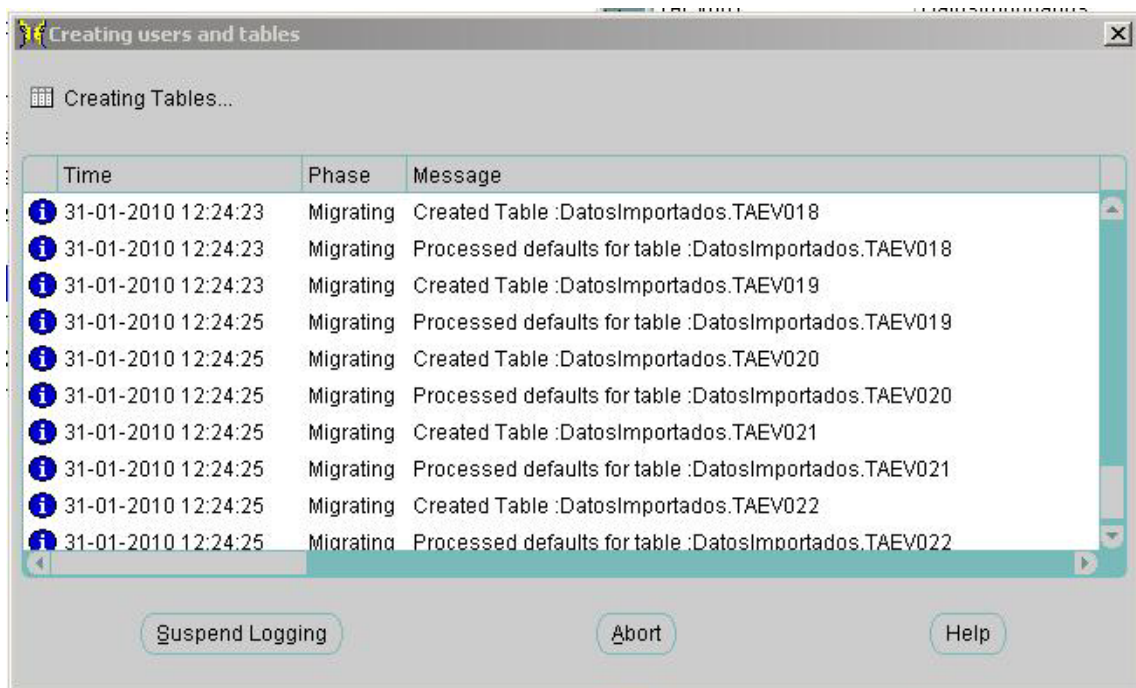 Creating users and tables
Creating Tables...
Time Phase Message
31-01-2010 12:24:23 Migrating Created Table :DatosImportados.TAEV018
31-01-2010 12:24:23 Migrating Processed defaults for table :DatosImportados.TAEV018
31-01-2010 12:24:23 Migrating Created Table :DatosImportados.TAEV019
31-01-2010 12:24:25 Migrating Processed defaults for table :DatosImportados.TAEV019
31-01-2010 12:24:25 Migrating Created Table :DatosImportados.TAEV020
31-01-2010 12:24:25 Migrating Processed defaults for table :DatosImportados.TAEV020
31-01-2010 12:24:25 Migrating Created Table :DatosImportados.TAEV021
31-01-2010 12:24:25 Migrating Processed defaults for table :DatosImportados.TAEV021
31-01-2010 12:24:25 Migrating Created Table :DatosImportados.TAEV022
31-01-2010 12:24:25 Migrating Processed defaults for table :DatosImportados.TAEV022
Suspend Logging Abort Help